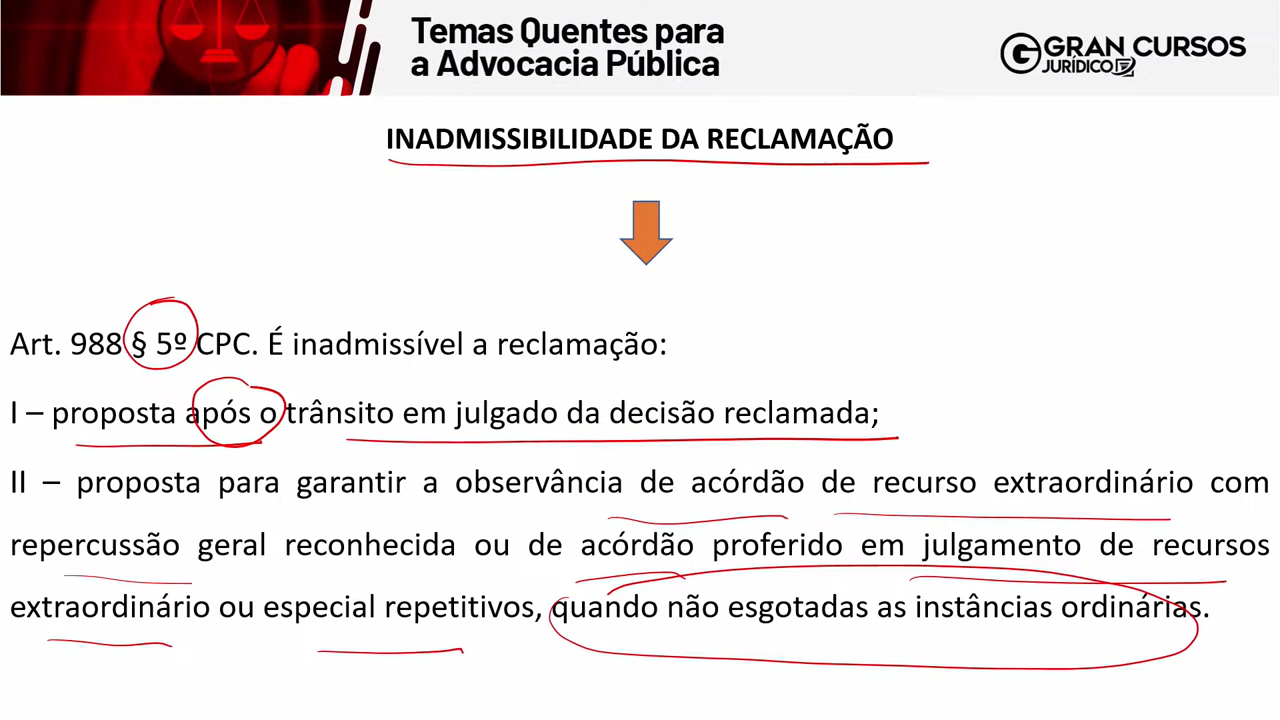 Temas Quentes para
a Advocacia Pública
GRAN CURSOS
JURÍDICO
INADMISSIBILIDADE DA RECLAMAÇÃO
Art. 988 § 5º CPC. É inadmissível a reclamação:
I – proposta após o trânsito em julgado da decisão reclamada;
II – proposta para garantir a observância de acórdão de recurso extraordinário com
repercussão geral reconhecida ou de acórdão proferido em julgamento de recursos
extraordinário ou especial repetitivos, quando não esgotadas as instâncias ordinárias.